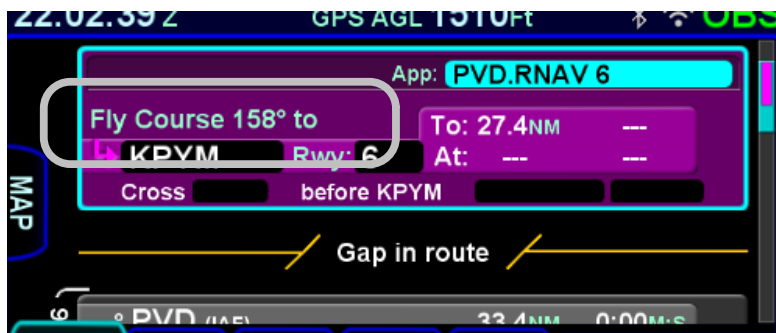 22.02.39 Z GPS AGL 1510Ft OBS
App: PVD.RNAV 6
Fly Course 158° to
To: 27.4NM ---
KPYM Rwy: 6 At: --- ---
Cross before KPYM
MAP
Gap in route
PVD (IAF) 33.4NM 0:00M:S